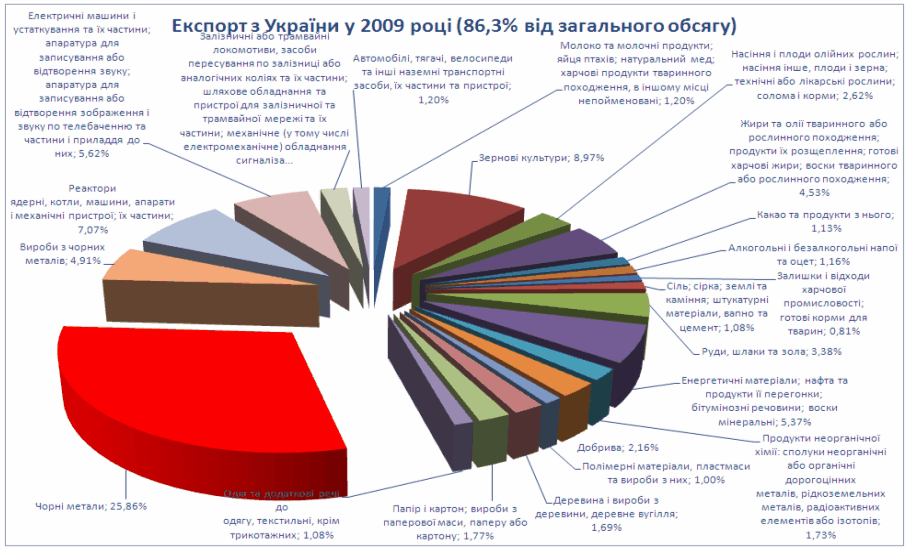 Експорт з України у 2009 році (86,3% від загального обсягу)
Електричні машини і
устаткування та їх частини;
апаратура для
записування або
відтворення звуку;
апаратура для
записування або
відтворення зображення і
звуку по телебаченню та
частини і приладдя до
них; 5,62%
Залізничні або трамвайні
локомотиви, засоби
пересування по залізниці або
аналогічних коліях та їх частини;
шляхове обладнання та
пристрої для залізничної та
трамвайної мережі та їх
частини; механічне (у тому числі
електромеханічне) обладнання
сигналіза...
Автомобілі, тягачі, велосипеди
та інші наземні транспортні
засоби, їх частини та пристрої;
1,20%
Молоко та молочні продукти;
яйця птахів; натуральний мед;
харчові продукти тваринного
походження, в іншому місці
непойменовані; 1,20%
Насіння і плоди олійних рослин;
насіння інше, плоди і зерна;
технічні або лікарські рослини;
солома і корми; 2,62%
Зернові культури; 8,97%
Жири та олії тваринного або
рослинного походження;
продукти їх розщеплення; готові
харчові жири; воски тваринного
або рослинного походження;
4,53%
Какао та продукти з нього;
1,13%
Алкогольні і безалкогольні напої
та оцет; 1,16%
Залишки і відходи
харчової
промисловості;
готові корми для
тварин; 0,81%
Сіль; сірка; землі та
каміння; штукатурні
матеріали, вапно та
цемент; 1,08%
Руди, шлаки та зола; 3,38%
Енергетичні матеріали; нафта та
продукти її перегонки;
бітумінозні речовини; воски
мінеральні; 5,37%
Продукти неорганічної
хімії: сполуки неорганічні
або органічні
дорогоцінних
металів, рідкоземельних
металів, радіоактивних
елементів або ізотопів;
1,73%
Добрива; 2,16%
Полімерні матеріали, пластмаси
та вироби з них; 1,00%
Деревина і вироби з
деревини, деревне вугілля;
1,69%
Папір і картон; вироби з
паперової маси, паперу або
картону; 1,77%
Одяг та додаткові речі
до
одягу, текстильні, крім
трикотажних; 1,08%
Чорні метали; 25,86%
Вироби з чорних
металів; 4,91%
Реактори
ядерні, котли, машини, апарати
і механічні пристрої; їх частини;
7,07%